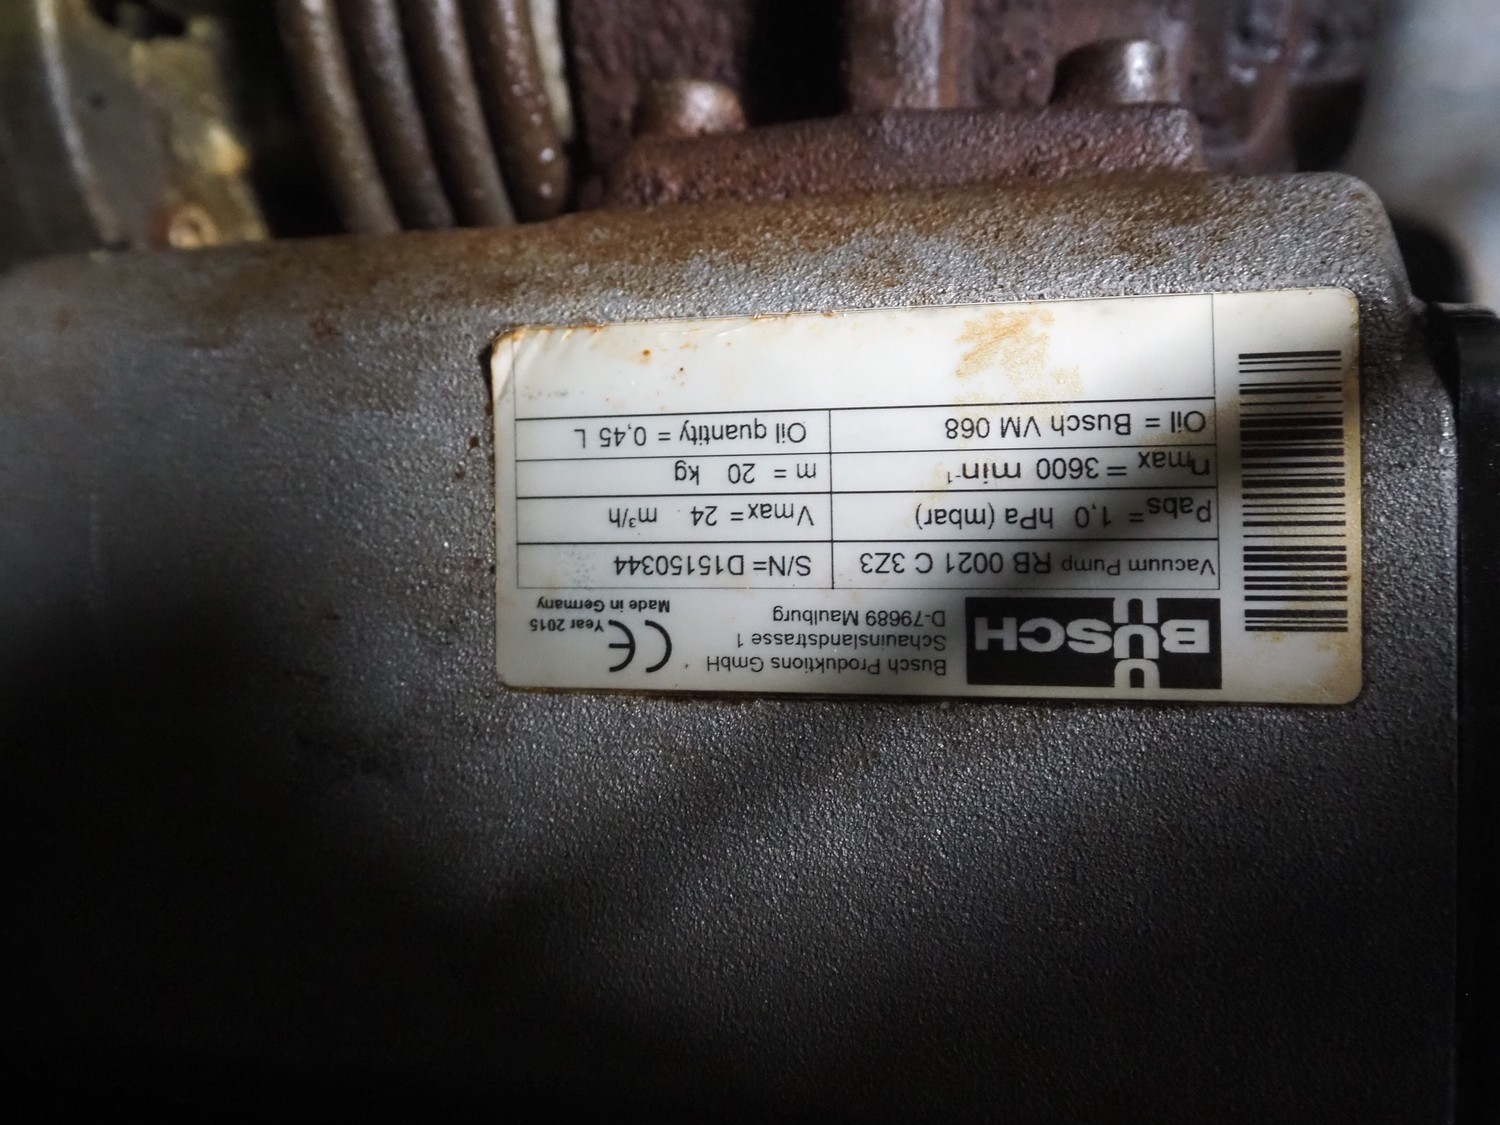 BUSCH
Busch Produktions GmbH
Schauinslandstrasse 1
D-79689 Maulburg
CE
Year 2015
Made in Germany
Vacuum Pump RB 0021 C 3Z3 S/N= D15150344
Pabs = 1,0 hPa (mbar) Vmax= 24 m³/h
nmax = 3600 min⁻¹ m = 20 kg
Oil = Busch VM 068 Oil quantity = 0,45 L